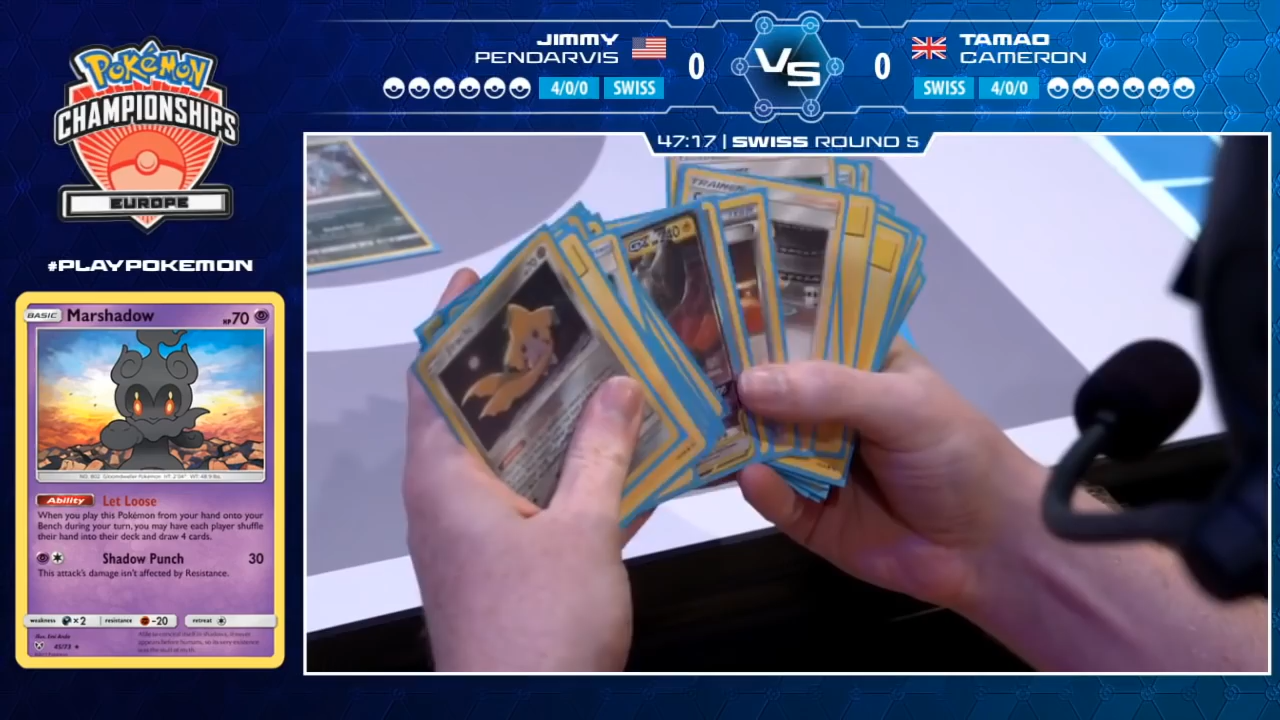 POKÉMON
CHAMPIONSHIPS
EUROPE
#PLAYPOKEMON
JIMMY
PENDARVIS
0
4/0/0
SWISS
VS
0
TAMAO
CAMERON
SWISS
4/0/0
47:17 | SWISS ROUND 5
TRAINER
BASIC Marshadow HP70
Ability Let Loose
When you play this Pokémon from your hand onto your
Bench during your turn, you may have each player shuffle
their hand into their deck and draw 4 cards.
Shadow Punch 30
This attack's damage isn't affected by Resistance.
weakness ×2 resistance -20 retreat
45/73